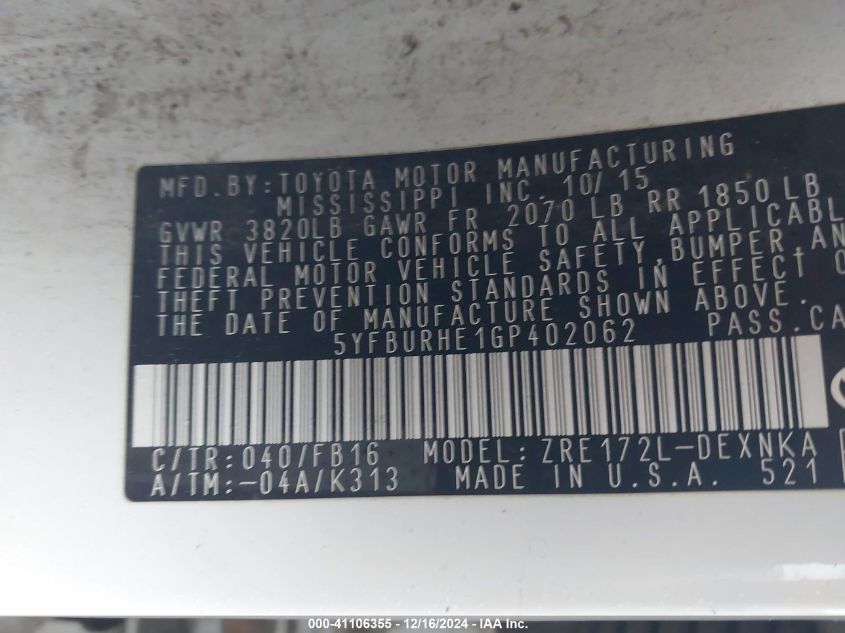 MFD. BY: TOYOTA MOTOR MANUFACTURING
MISSISSIPPI INC. 10/ 15
GVWR 3820LB GAWR FR 2070 LB RR 1850 LB
THIS VEHICLE CONFORMS TO ALL APPLICABL
FEDERAL MOTOR VEHICLE SAFETY, BUMPER, AN
THEFT PREVENTION STANDARDS IN EFFECT O
THE DATE OF MANUFACTURE SHOWN ABOVE.
5YFBURHE1GP402062 PASS. CA
C/TR: 040/FB16 MODEL: ZRE172L-DEXNKA
A/TM: -04A/K313 MADE IN U.S.A. 521
000-41106355 - 12/16/2024 - IAA Inc.